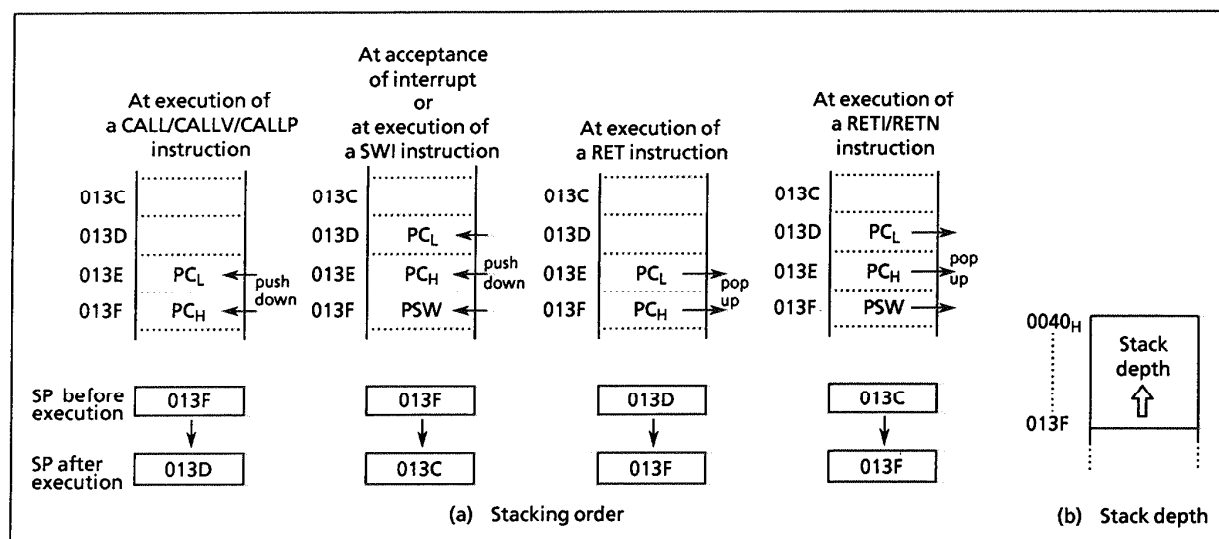 At execution of
a CALL/CALLV/CALLP
instruction
013C
013D
013E PCL
013F PCH
push
down
At acceptance
of interrupt
or
at execution of
a SWI instruction
013C
013D PCL
013E PCH
013F PSW
push
down
At execution of
a RET instruction
013C
013D
013E PCL
013F PCH
pop
up
At execution of
a RETI/RETN
instruction
013C
013D PCL
013E PCH
013F PSW
pop
up
SP before
execution
013F
013F
013D
013C
SP after
execution
013D
013C
013F
013F
(a) Stacking order
0040H
Stack
depth
013F
(b) Stack depth